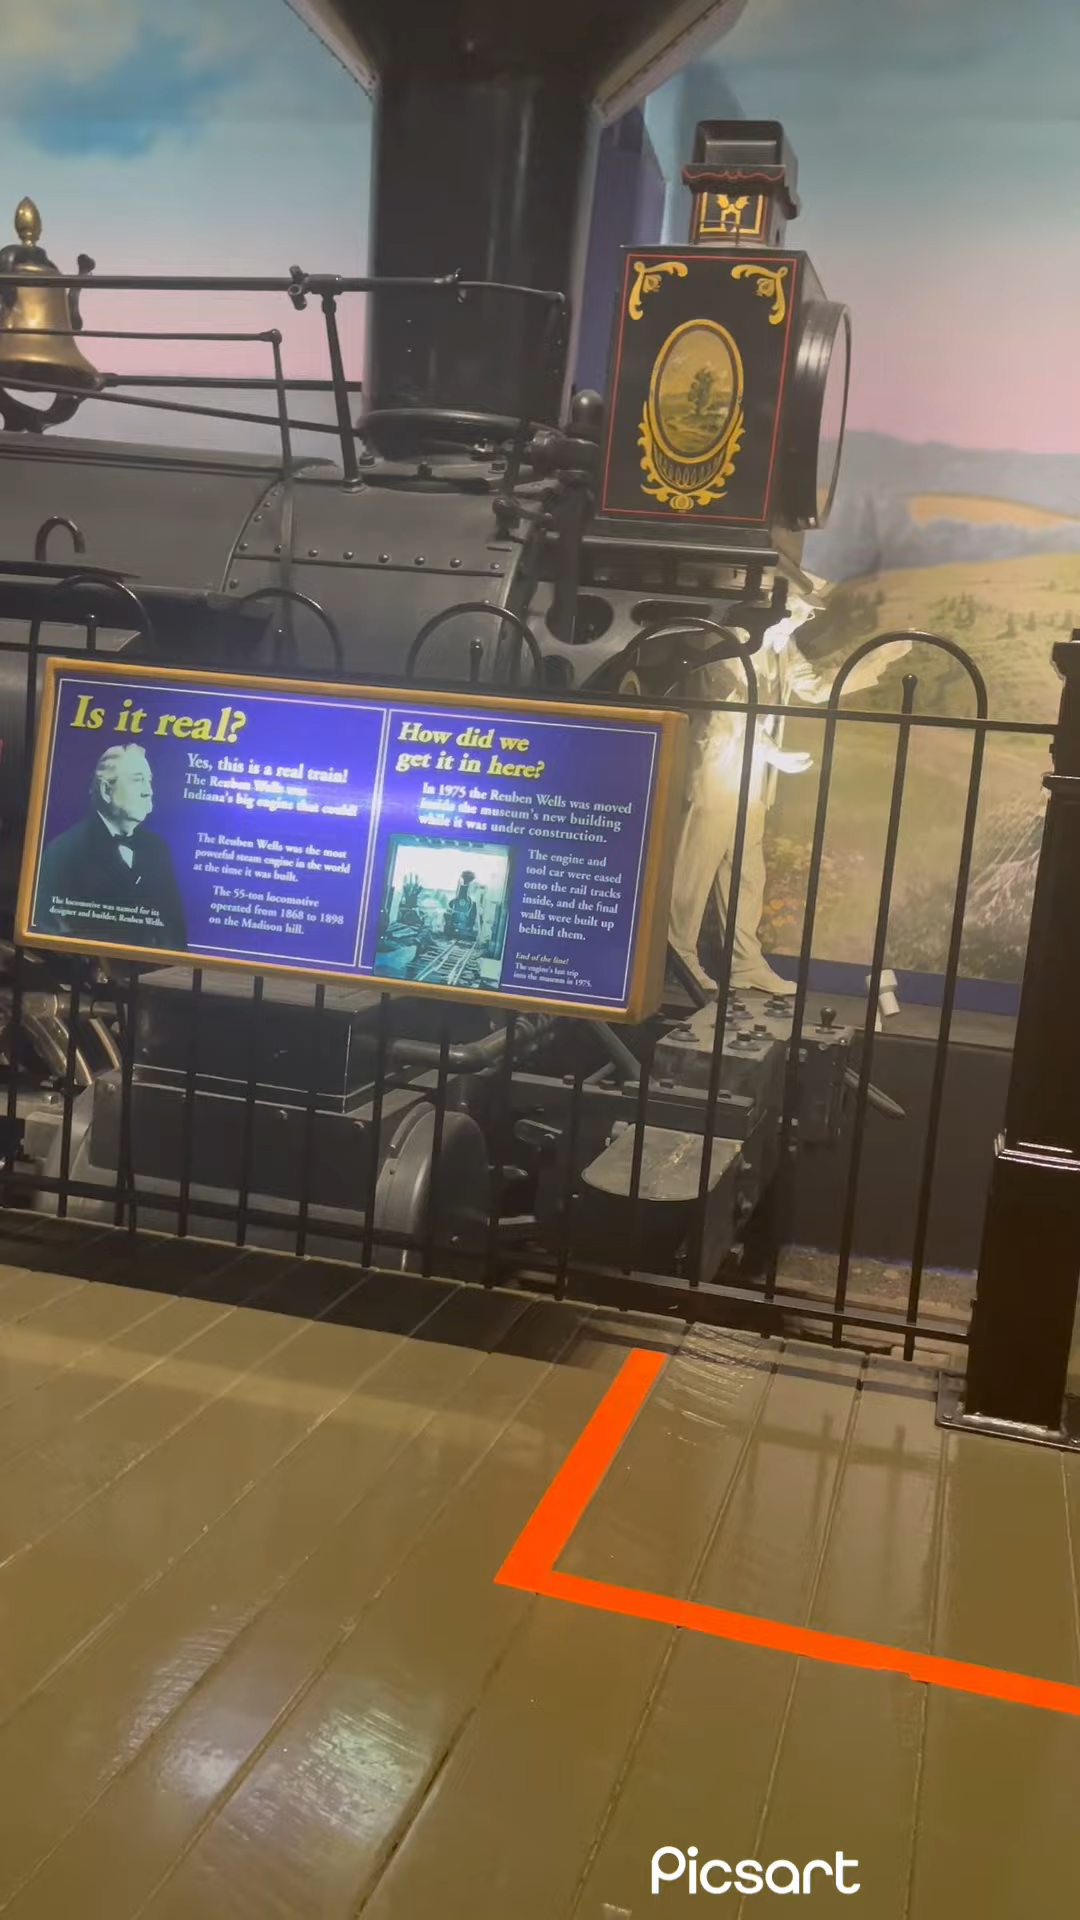 Is it real?
Yes, this is a real train!
The Reuben Wells was
Indiana's big engine that could!
The Reuben Wells was the most
powerful steam engine in the world
at the time it was built.
The 55-ton locomotive
operated from 1868 to 1898
on the Madison hill.
The locomotive was named for its
designer and builder, Reuben Wells.
How did we
get it in here?
In 1975 the Reuben Wells was moved
inside the museum's new building
while it was under construction.
The engine and
tool car were eased
onto the rail tracks
inside, and the final
walls were built up
behind them.
End of the line!
The engine's last trip
into the museum in 1975.
Picsart